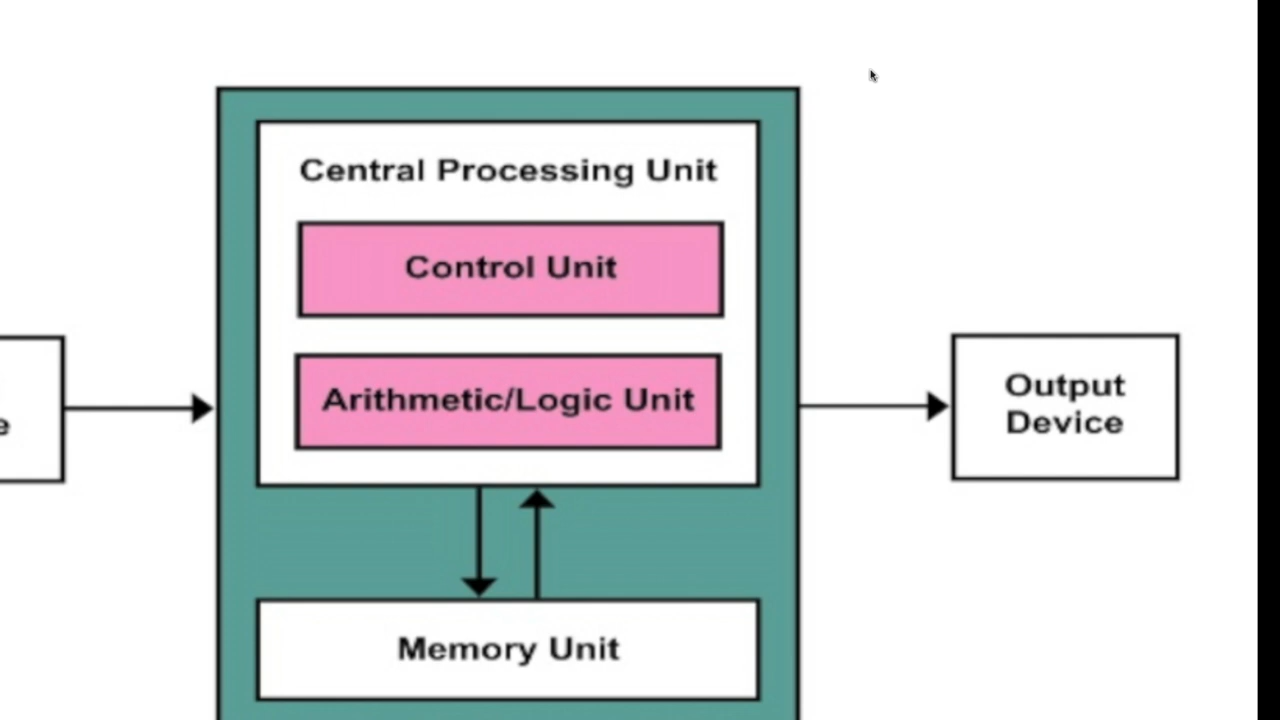 Central Processing Unit
Control Unit
Arithmetic/Logic Unit
Output
Device
Memory Unit